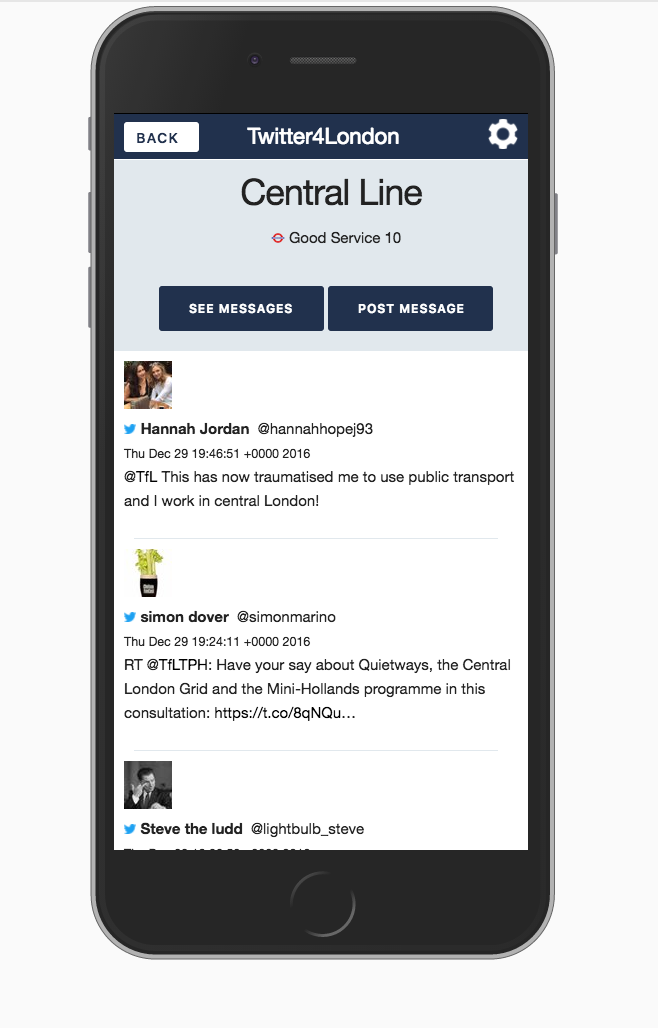 BACK
Twitter4London
Central Line
Good Service 10
SEE MESSAGES
POST MESSAGE
Hannah Jordan @hannahhopej93
Thu Dec 29 19:46:51 +0000 2016
@TfL This has now traumatised me to use public transport
and I work in central London!
simon dover @simonmarino
Thu Dec 29 19:24:11 +0000 2016
RT @TfLTPH: Have your say about Quietways, the Central
London Grid and the Mini-Hollands programme in this
consultation: https://t.co/8qNQu…
Steve the ludd @lightbulb_steve